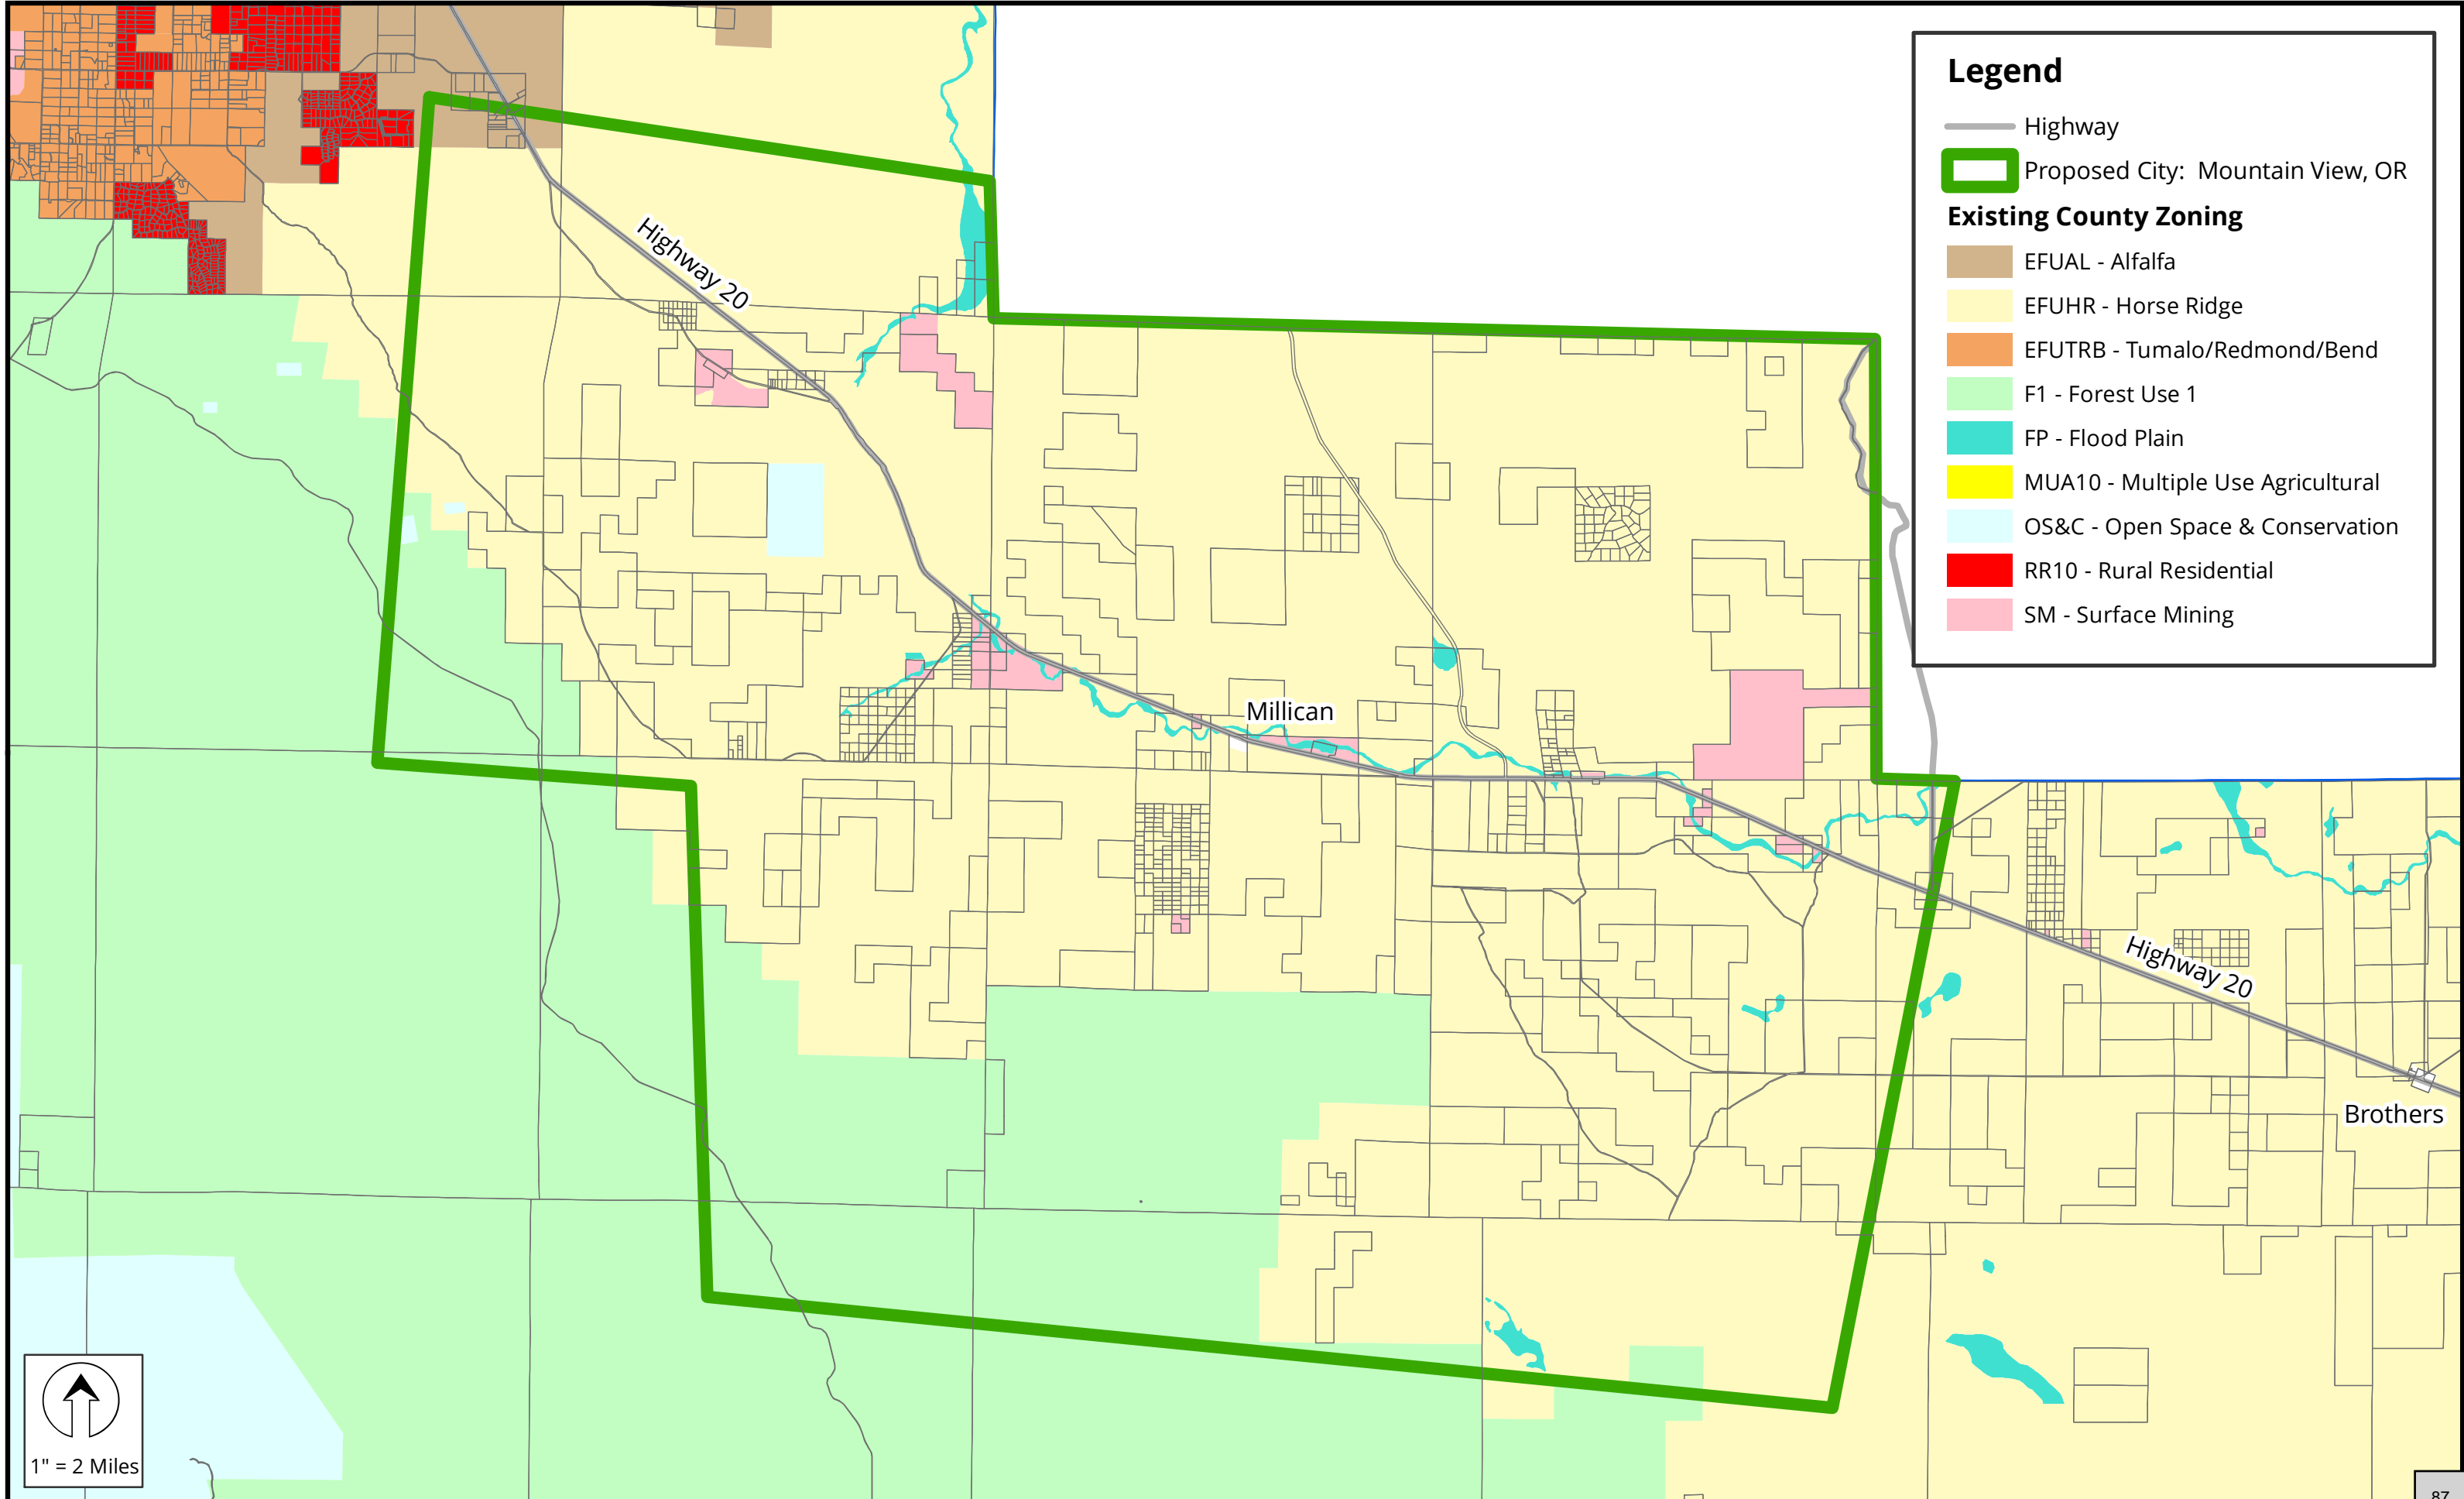 Legend
Highway
Proposed City:  Mountain View, OR
Existing County Zoning
EFUAL - Alfalfa
EFUHR - Horse Ridge
EFUTRB - Tumalo/Redmond/Bend
F1 - Forest Use 1
FP - Flood Plain
MUA10 - Multiple Use Agricultural
OS&C - Open Space & Conservation
RR10 - Rural Residential
SM - Surface Mining
Highway 20
Millican
Highway 20
Brothers
1" = 2 Miles
87